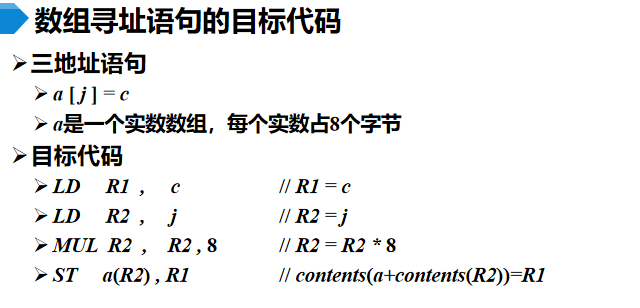 数组寻址语句的目标代码
➢三地址语句
➢a [ j ] = c
➢a是一个实数数组，每个实数占8个字节
➢目标代码
➢LD R1 , c // R1 = c
➢LD R2 , j // R2 = j
➢MUL R2 , R2 , 8 // R2 = R2 * 8
➢ST a(R2) , R1 // contents(a+contents(R2))=R1